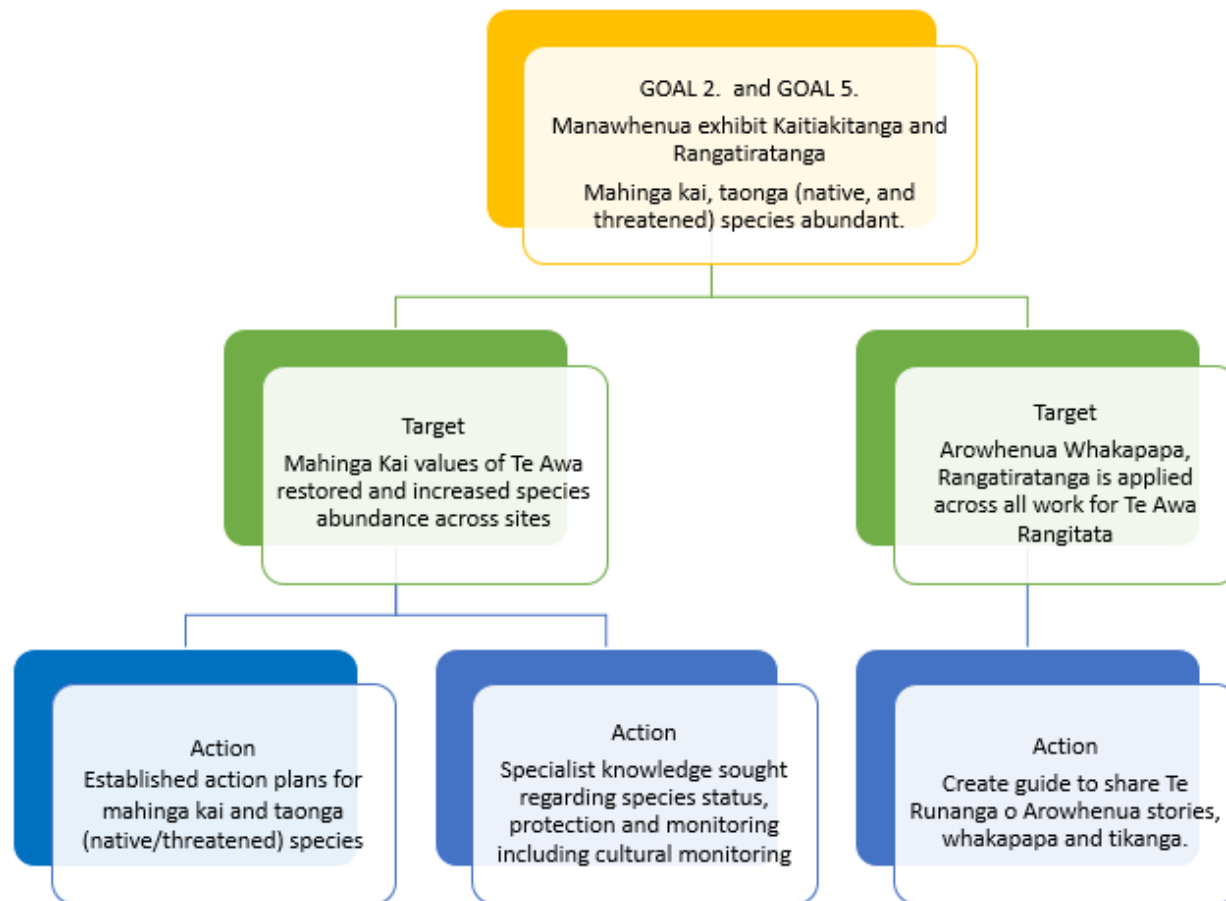 GOAL 2.  and GOAL 5.
Manawhenua exhibit Kaitiakitanga and
Rangatiratanga
Mahinga kai, taonga (native, and
threatened) species abundant.
Target
Mahinga Kai values of Te Awa
restored and increased species
abundance across sites
Target
Arowhenua Whakapapa,
Rangatiratanga is applied
across all work for Te Awa
Rangitata
Action
Established action plans for
mahinga kai and taonga
(native/threatened) species
Action
Specialist knowledge sought
regarding species status,
protection and monitoring
including cultural monitoring
Action
Create guide to share Te
Runanga o Arowhenua stories,
whakapapa and tikanga.